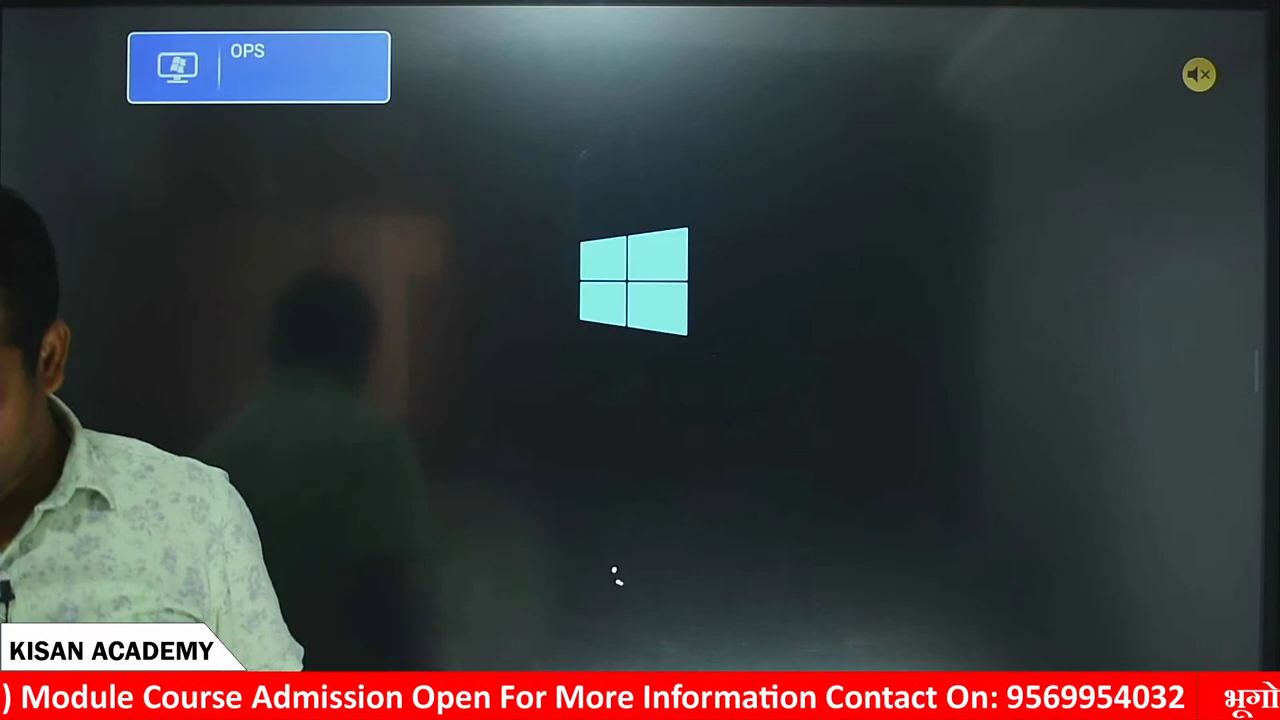 OPS
KISAN ACADEMY
) Module Course Admission Open For More Information Contact On: 9569954032
भूगो